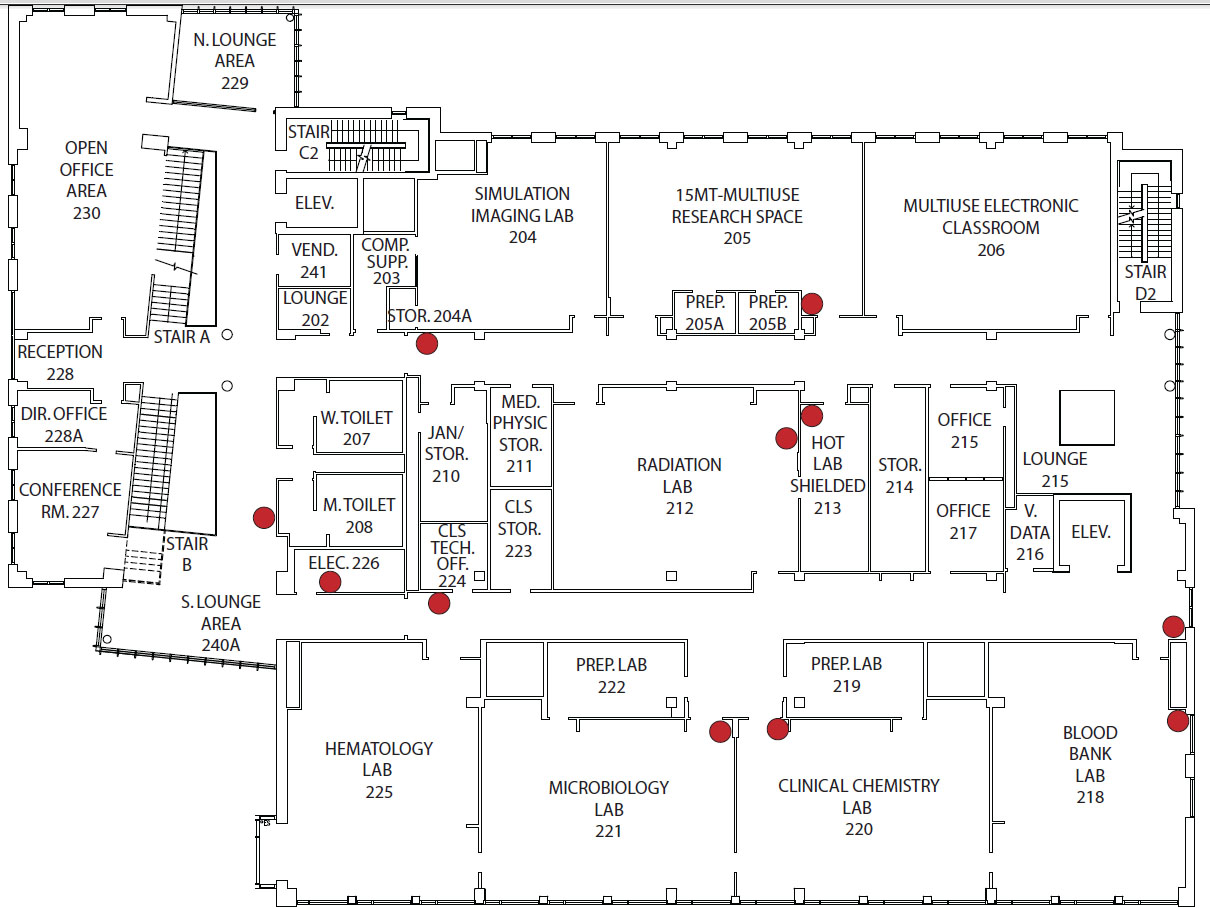 N. LOUNGE
AREA
229
OPEN
OFFICE
AREA
230
STAIR
C2
ELEV.
VEND.
241
LOUNGE
202
COMP.
SUPP.
203
STOR. 204A
SIMULATION
IMAGING LAB
204
15MT-MULTIUSE
RESEARCH SPACE
205
PREP.
205A
PREP.
205B
MULTIUSE ELECTRONIC
CLASSROOM
206
STAIR
D2
STAIR A
RECEPTION
228
DIR. OFFICE
228A
CONFERENCE
RM. 227
STAIR
B
S. LOUNGE
AREA
240A
W. TOILET
207
M. TOILET
208
ELEC. 226
JAN/
STOR.
210
CLS
TECH.
OFF.
224
MED.
PHYSIC
STOR.
211
CLS
STOR.
223
RADIATION
LAB
212
HOT
LAB
SHIELDED
213
STOR.
214
OFFICE
215
OFFICE
217
LOUNGE
215
V.
DATA
216
ELEV.
HEMATOLOGY
LAB
225
PREP. LAB
222
MICROBIOLOGY
LAB
221
PREP. LAB
219
CLINICAL CHEMISTRY
LAB
220
BLOOD
BANK
LAB
218